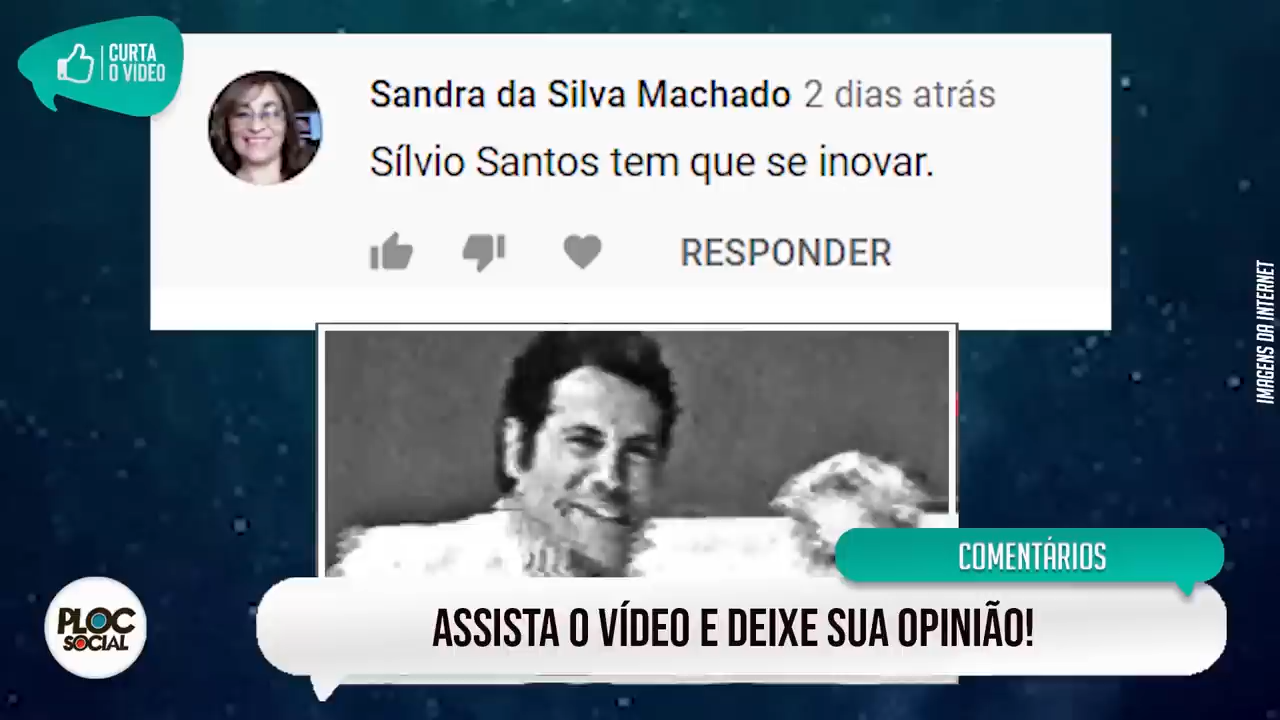 CURTA
O VIDEO
Sandra da Silva Machado 2 dias atrás
Sílvio Santos tem que se inovar.
RESPONDER
IMAGENS DA INTERNET
COMENTÁRIOS
ASSISTA O VÍDEO E DEIXE SUA OPINIÃO!
PLOC
SOCIAL